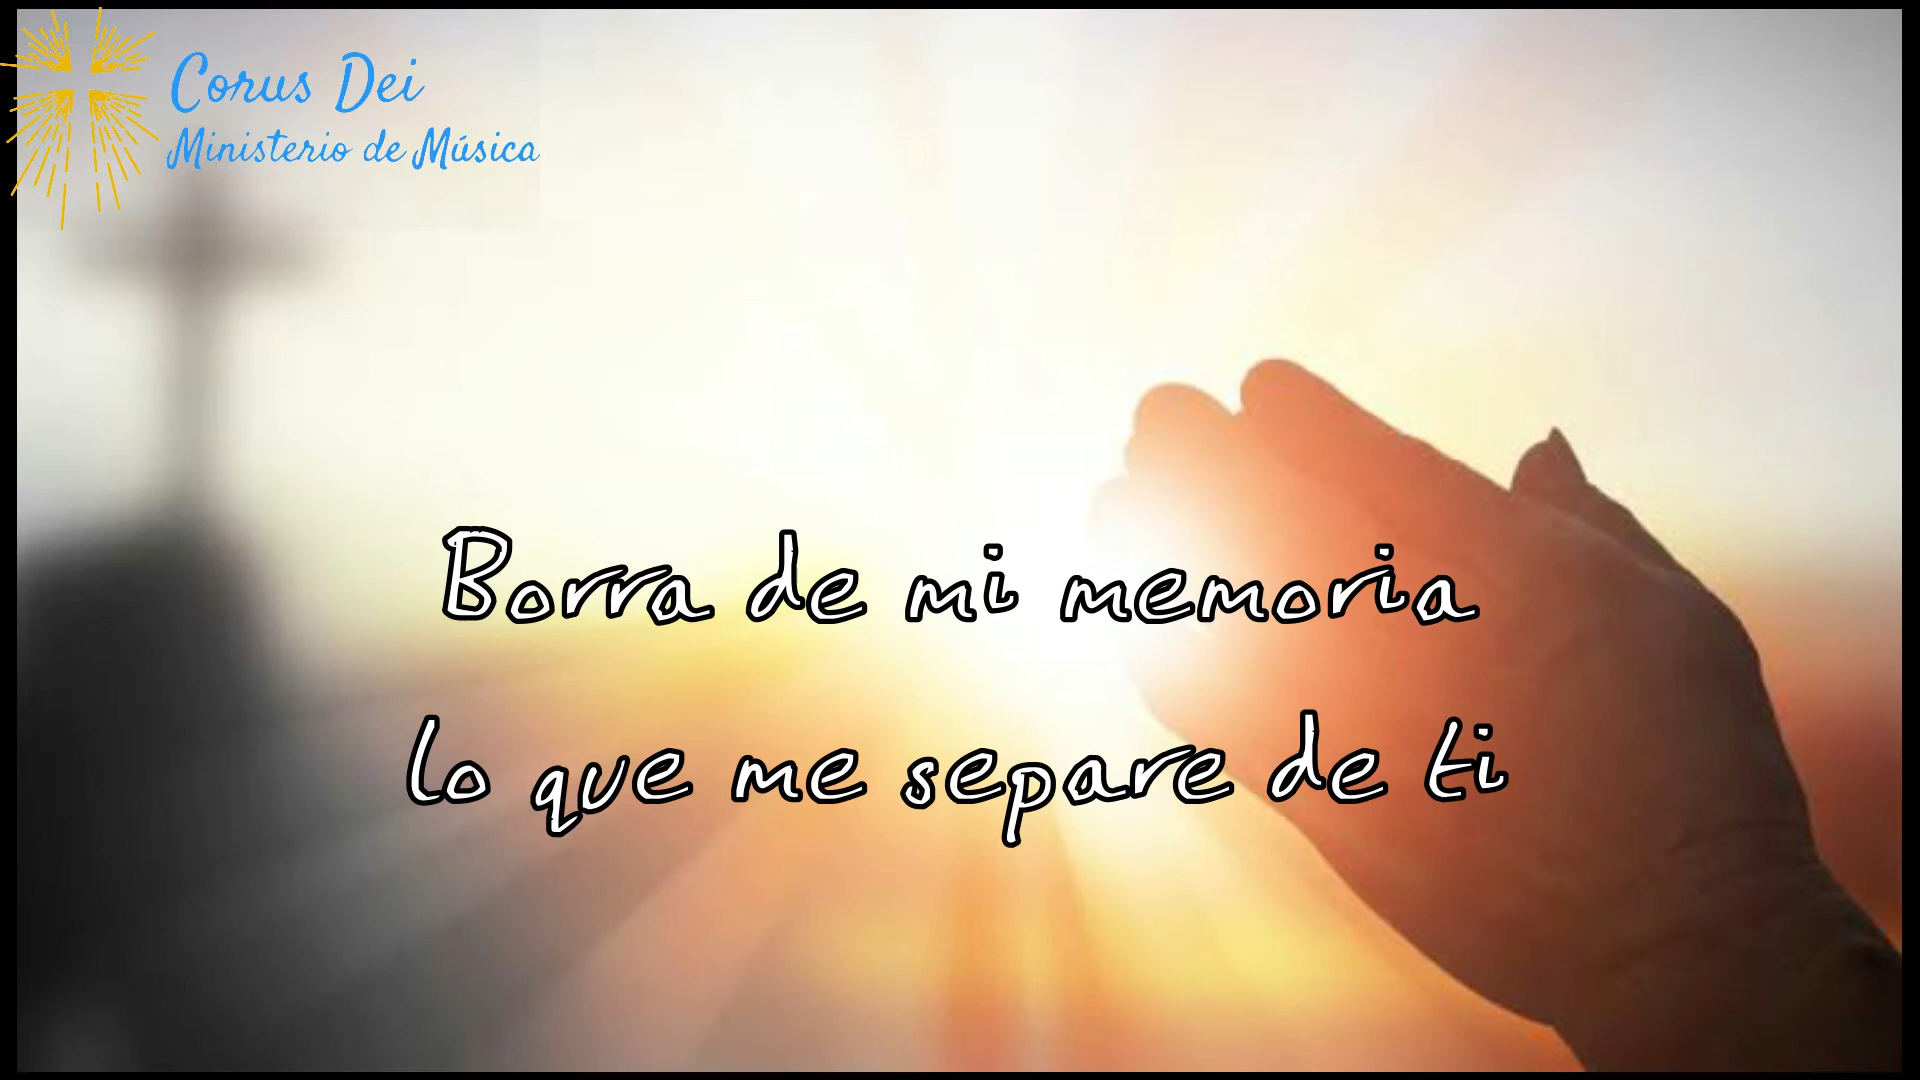 Corus Dei
Ministerio de Música
Borra de mi memoria
lo que me separe de ti